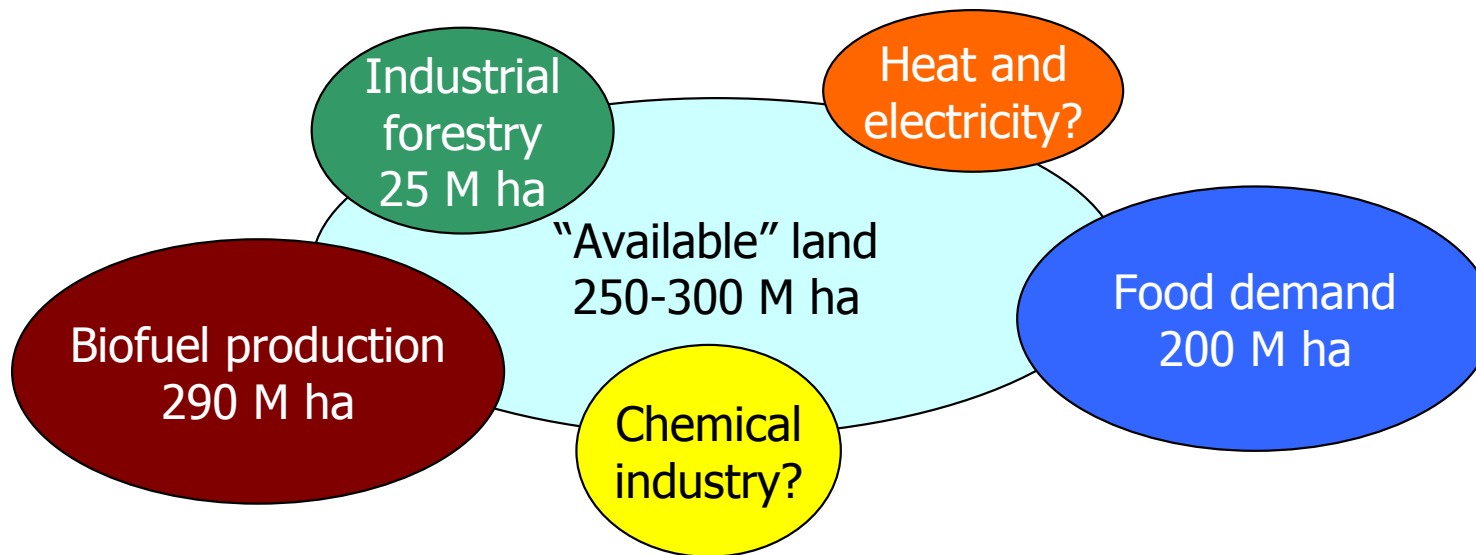 Industrial
forestry
25 M ha
Heat and
electricity?
“Available” land
250-300 M ha
Biofuel production
290 M ha
Food demand
200 M ha
Chemical
industry?